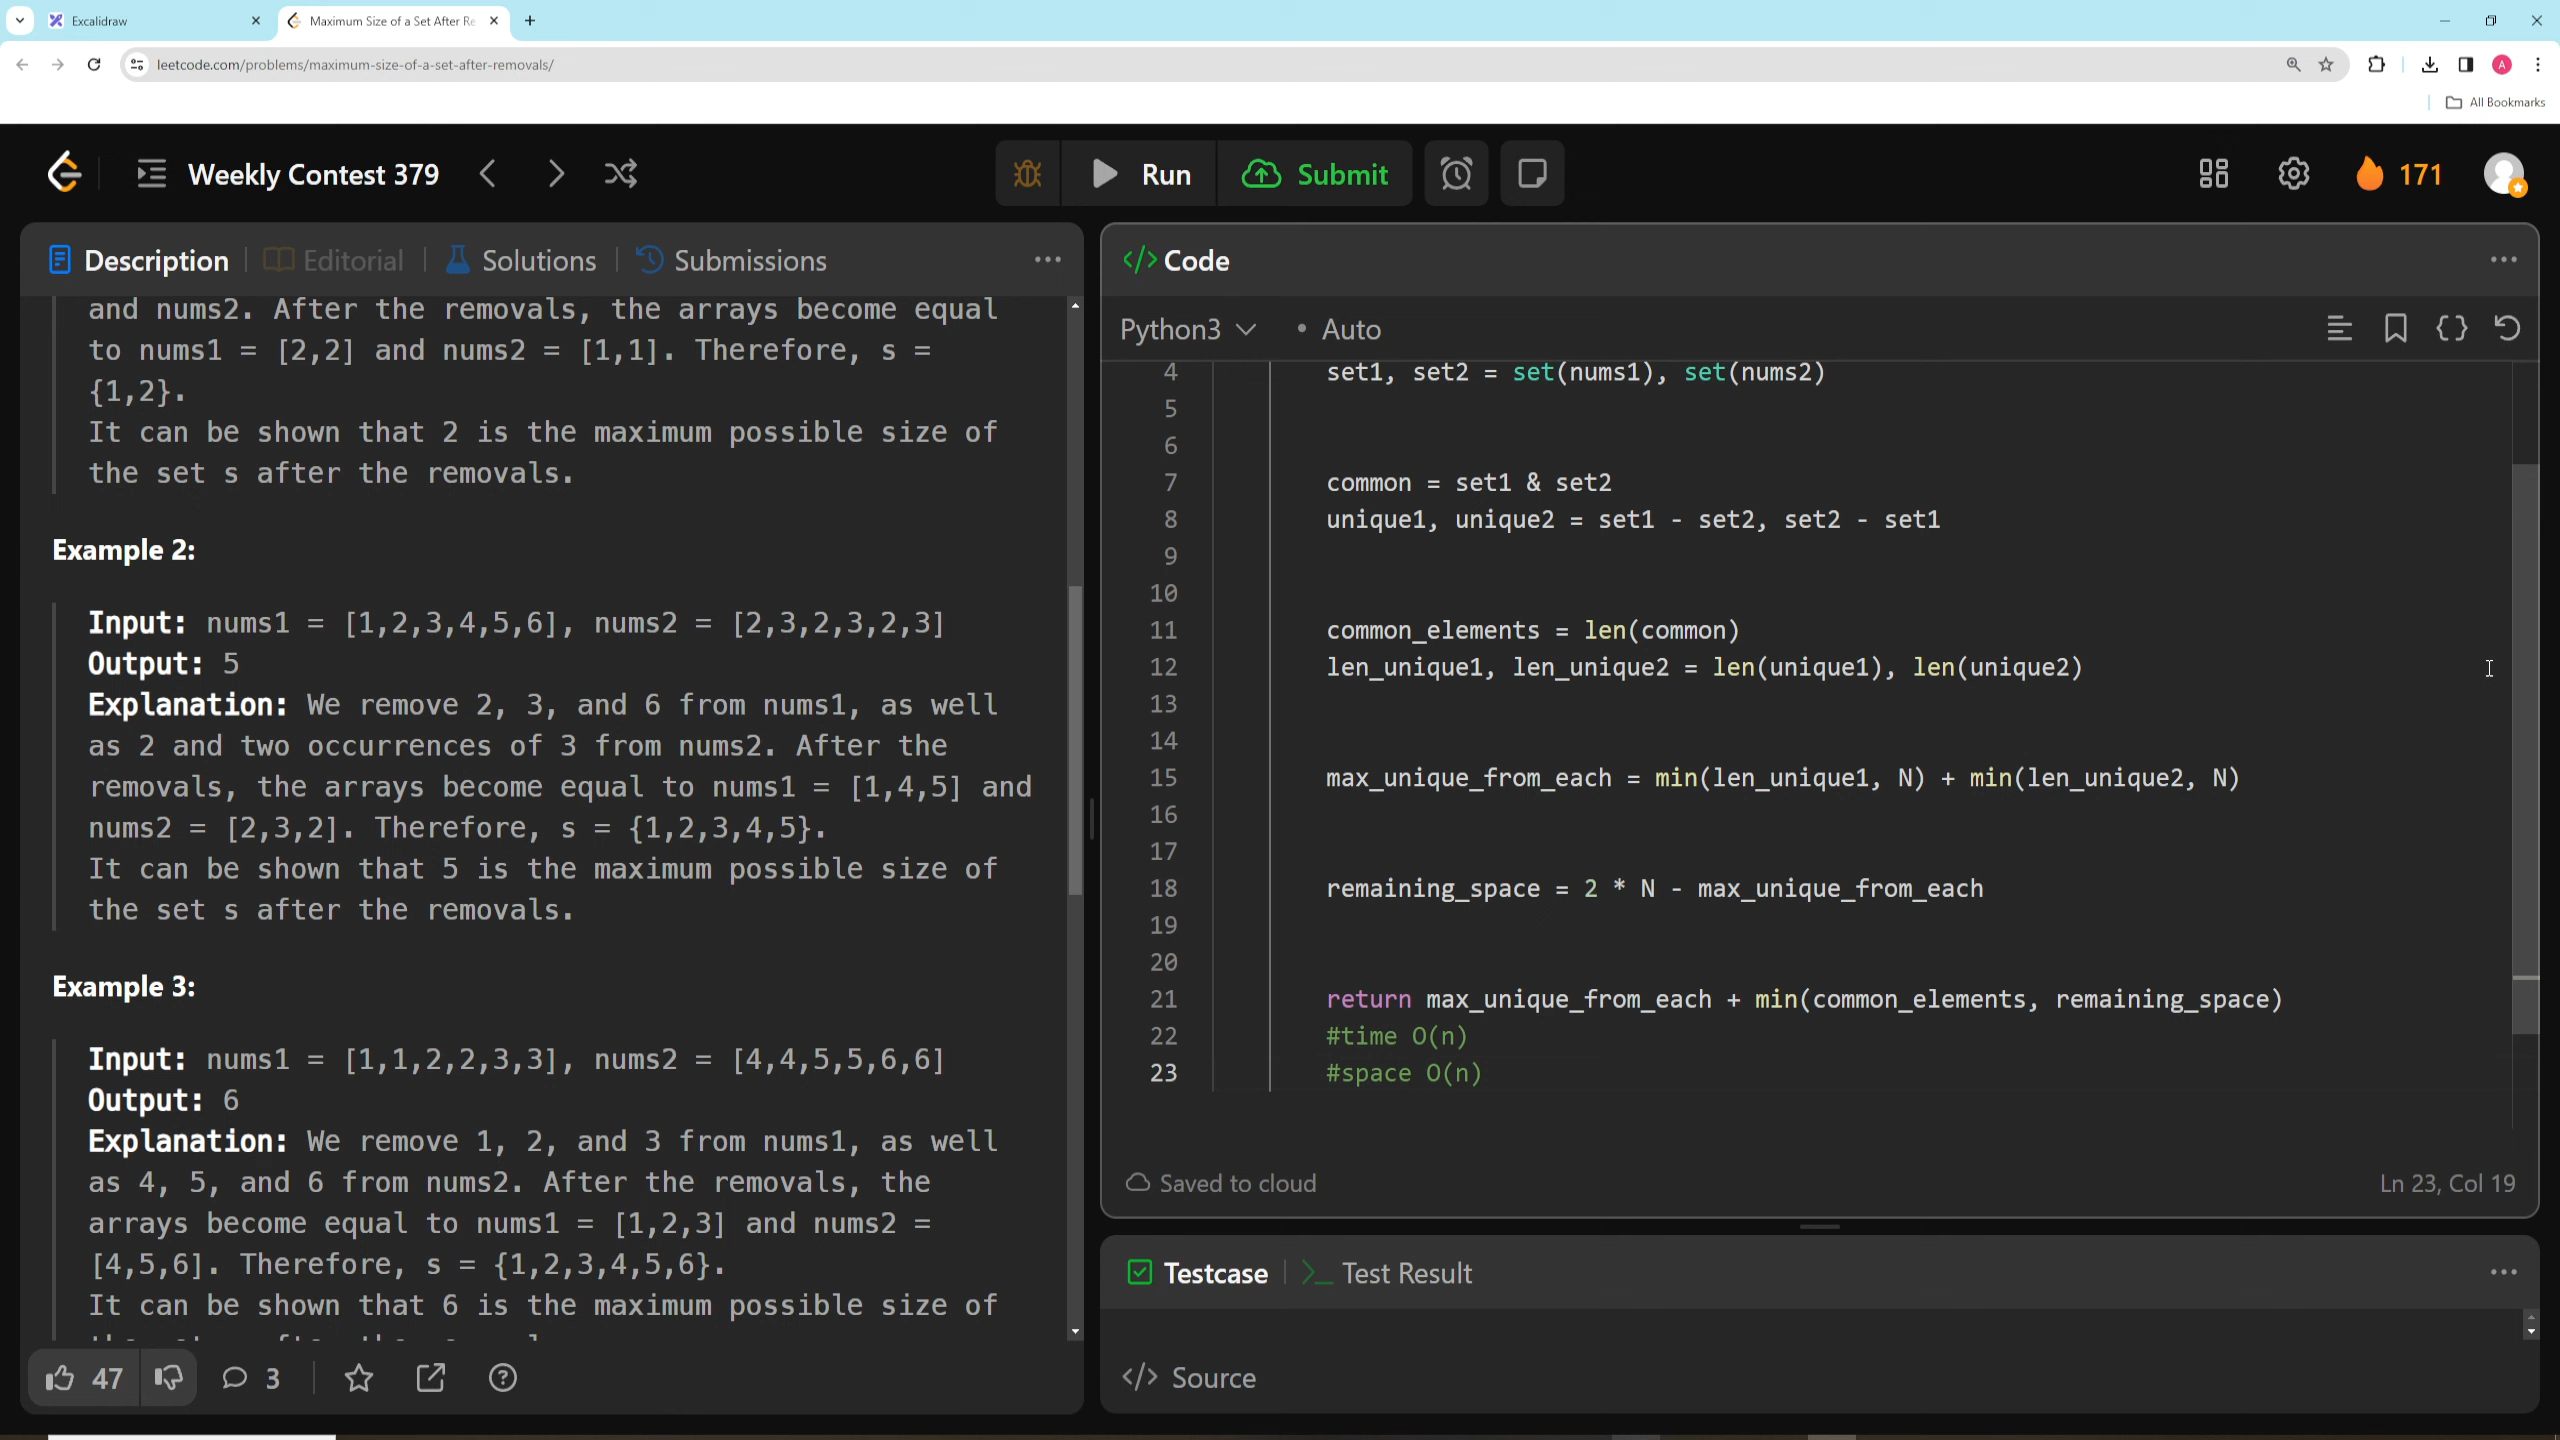 Excalidraw
Maximum Size of a Set After Re
leetcode.com/problems/maximum-size-of-a-set-after-removals/
A
All Bookmarks
Weekly Contest 379
Run
Submit
171
Description
Editorial
Solutions
Submissions
and nums2. After the removals, the arrays become equal
to nums1 = [2,2] and nums2 = [1,1]. Therefore, s =
{1,2}.
It can be shown that 2 is the maximum possible size of
the set s after the removals.
Example 2:
Input: nums1 = [1,2,3,4,5,6], nums2 = [2,3,2,3,2,3]
Output: 5
Explanation: We remove 2, 3, and 6 from nums1, as well
as 2 and two occurrences of 3 from nums2. After the
removals, the arrays become equal to nums1 = [1,4,5] and
nums2 = [2,3,2]. Therefore, s = {1,2,3,4,5}.
It can be shown that 5 is the maximum possible size of
the set s after the removals.
Example 3:
Input: nums1 = [1,1,2,2,3,3], nums2 = [4,4,5,5,6,6]
Output: 6
Explanation: We remove 1, 2, and 3 from nums1, as well
as 4, 5, and 6 from nums2. After the removals, the
arrays become equal to nums1 = [1,2,3] and nums2 =
[4,5,6]. Therefore, s = {1,2,3,4,5,6}.
It can be shown that 6 is the maximum possible size of
47
3
</> Code
Python3
• Auto
4 set1, set2 = set(nums1), set(nums2)
5
6
7 common = set1 & set2
8 unique1, unique2 = set1 - set2, set2 - set1
9
10
11 common_elements = len(common)
12 len_unique1, len_unique2 = len(unique1), len(unique2)
13
14
15 max_unique_from_each = min(len_unique1, N) + min(len_unique2, N)
16
17
18 remaining_space = 2 * N - max_unique_from_each
19
20
21 return max_unique_from_each + min(common_elements, remaining_space)
22 #time O(n)
23 #space O(n)
Saved to cloud
Ln 23, Col 19
Testcase
Test Result
</> Source